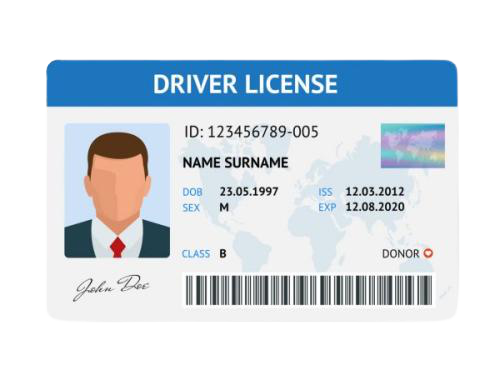 DRIVER LICENSE
ID: 123456789-005
NAME SURNAME
DOB 23.05.1997 ISS 12.03.2012
SEX M EXP 12.08.2020
CLASS B DONOR
John Doe